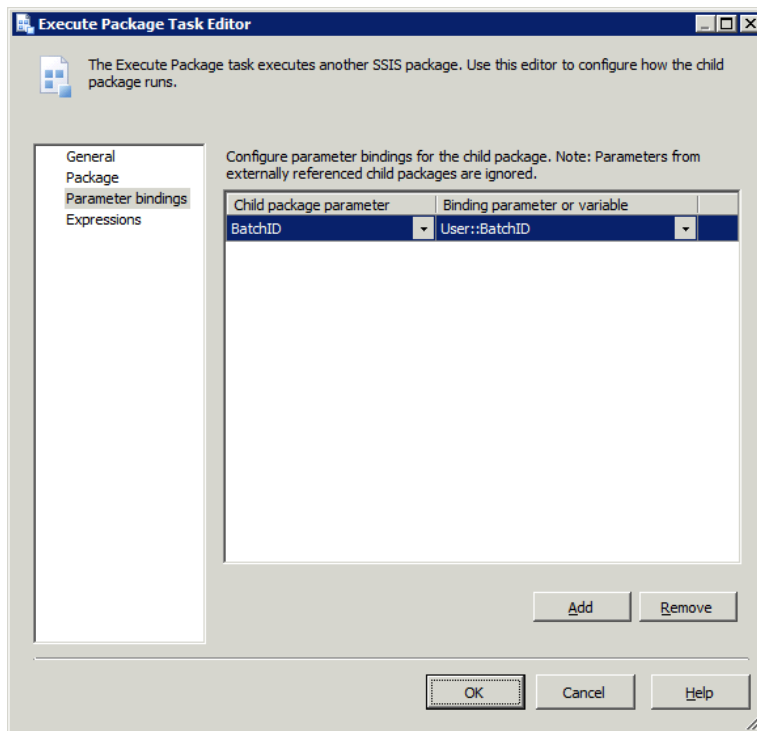 Execute Package Task Editor
The Execute Package task executes another SSIS package. Use this editor to configure how the child
package runs.
General
Package
Parameter bindings
Expressions
Configure parameter bindings for the child package. Note: Parameters from
externally referenced child packages are ignored.
Child package parameter Binding parameter or variable
BatchID User::BatchID
Add Remove
OK Cancel Help